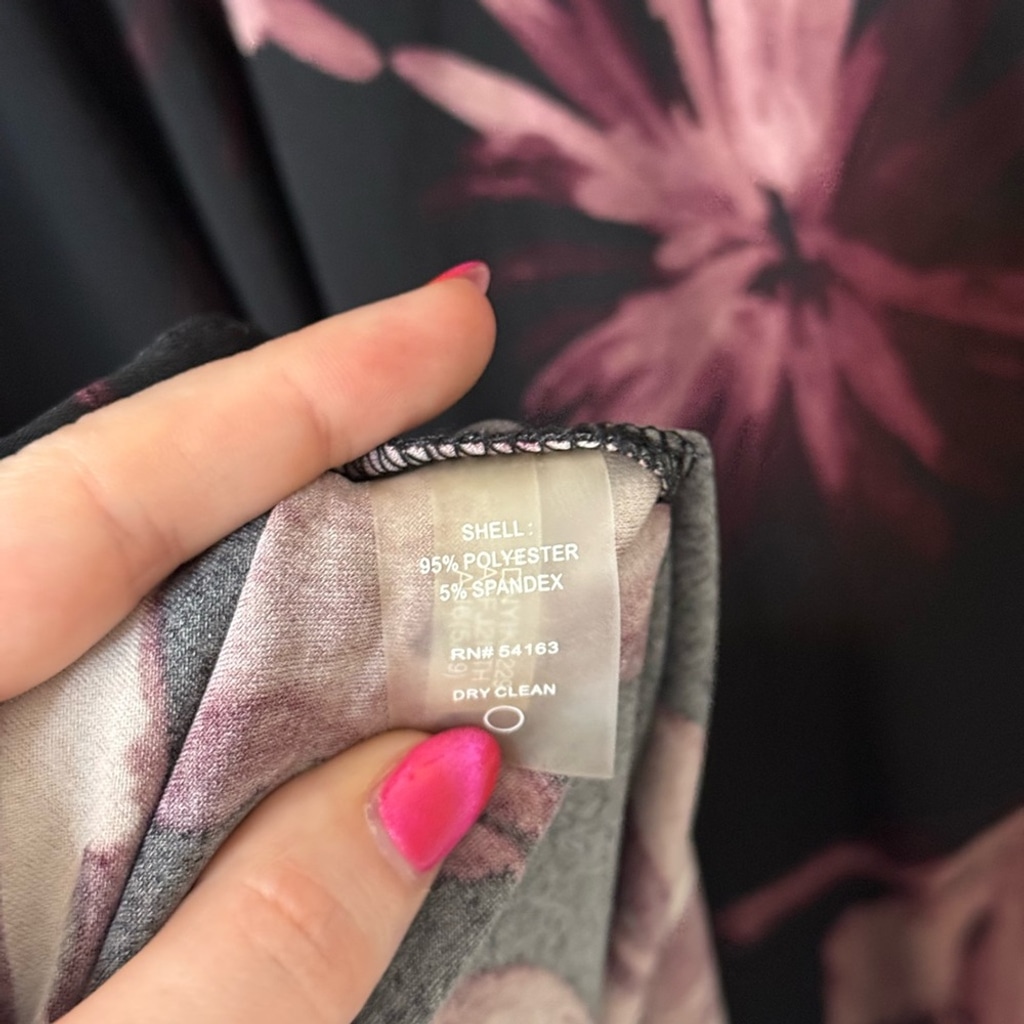 SHELL:
95% POLYESTER
5% SPANDEX
RN# 54163
DRY CLEAN